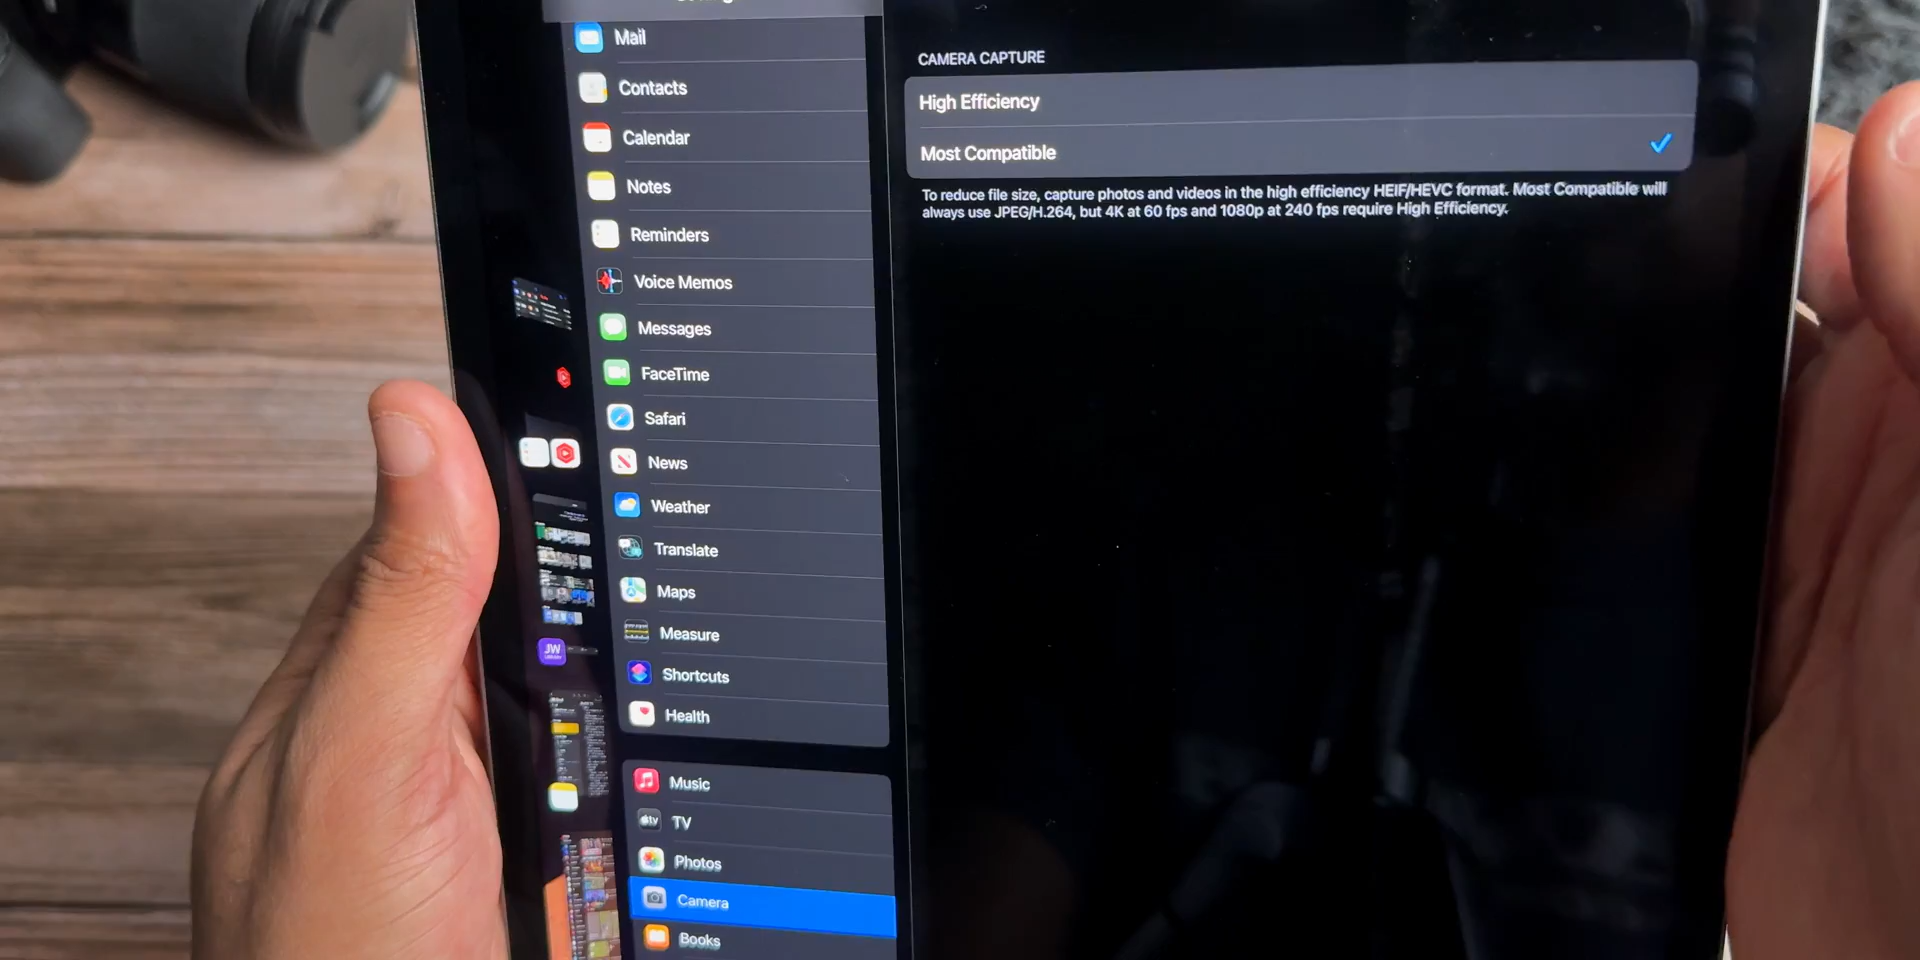 Mail
Contacts
Calendar
Notes
Reminders
Voice Memos
Messages
FaceTime
Safari
News
Weather
Translate
Maps
Measure
Shortcuts
Health
Music
tv TV
Photos
Camera
Books
JW
CAMERA CAPTURE
High Efficiency
Most Compatible
To reduce file size, capture photos and videos in the high efficiency HEIF/HEVC format. Most Compatible will
always use JPEG/H.264, but 4K at 60 fps and 1080p at 240 fps require High Efficiency.